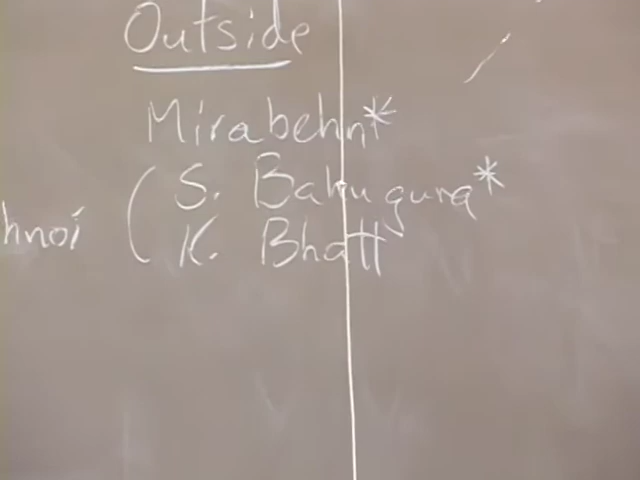 Outside
Mirabehn*
S. Bahuguna*
hnoi ( K. Bhatt